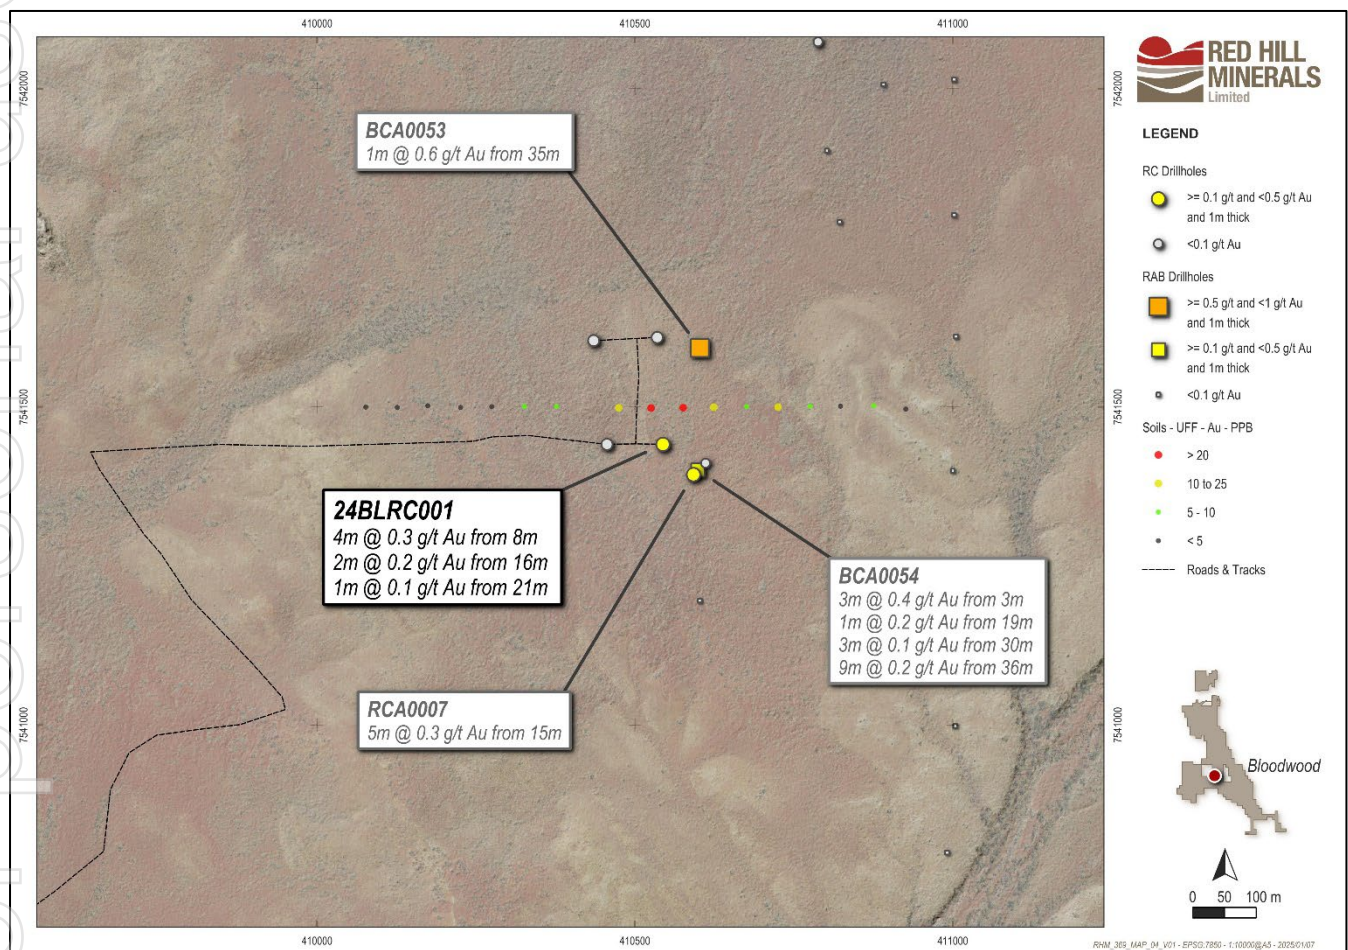 410000
410500
411000
7542000
7542000
7541500
7541500
7541000
7541000
BCA0053
1m @ 0.6 g/t Au from 35m
24BLRC001
4m @ 0.3 g/t Au from 8m
2m @ 0.2 g/t Au from 16m
1m @ 0.1 g/t Au from 21m
BCA0054
3m @ 0.4 g/t Au from 3m
1m @ 0.2 g/t Au from 19m
3m @ 0.1 g/t Au from 30m
9m @ 0.2 g/t Au from 36m
RCA0007
5m @ 0.3 g/t Au from 15m
410000
410500
411000
RED HILL
MINERALS
Limited
LEGEND
RC Drillholes
>= 0.1 g/t and <0.5 g/t Au
and 1m thick
<0.1 g/t Au
RAB Drillholes
>= 0.5 g/t and <1 g/t Au
and 1m thick
>= 0.1 g/t and <0.5 g/t Au
and 1m thick
<0.1 g/t Au
Soils - UFF - Au - PPB
> 20
10 to 25
5 - 10
< 5
Roads & Tracks
Bloodwood
0 50 100 m
RHM_369_MAP_04_V01 - EPSG:7850 - 1:10000@A5 - 2025/01/07